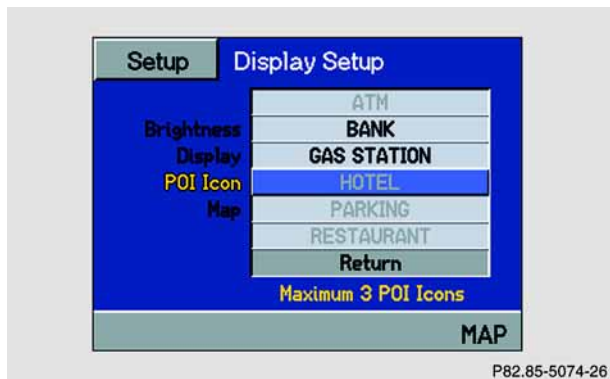 Setup Display Setup
ATM
Brightness BANK
Display GAS STATION
POI Icon HOTEL
Map PARKING
RESTAURANT
Return
Maximum 3 POI Icons
MAP
P82.85-5074-26